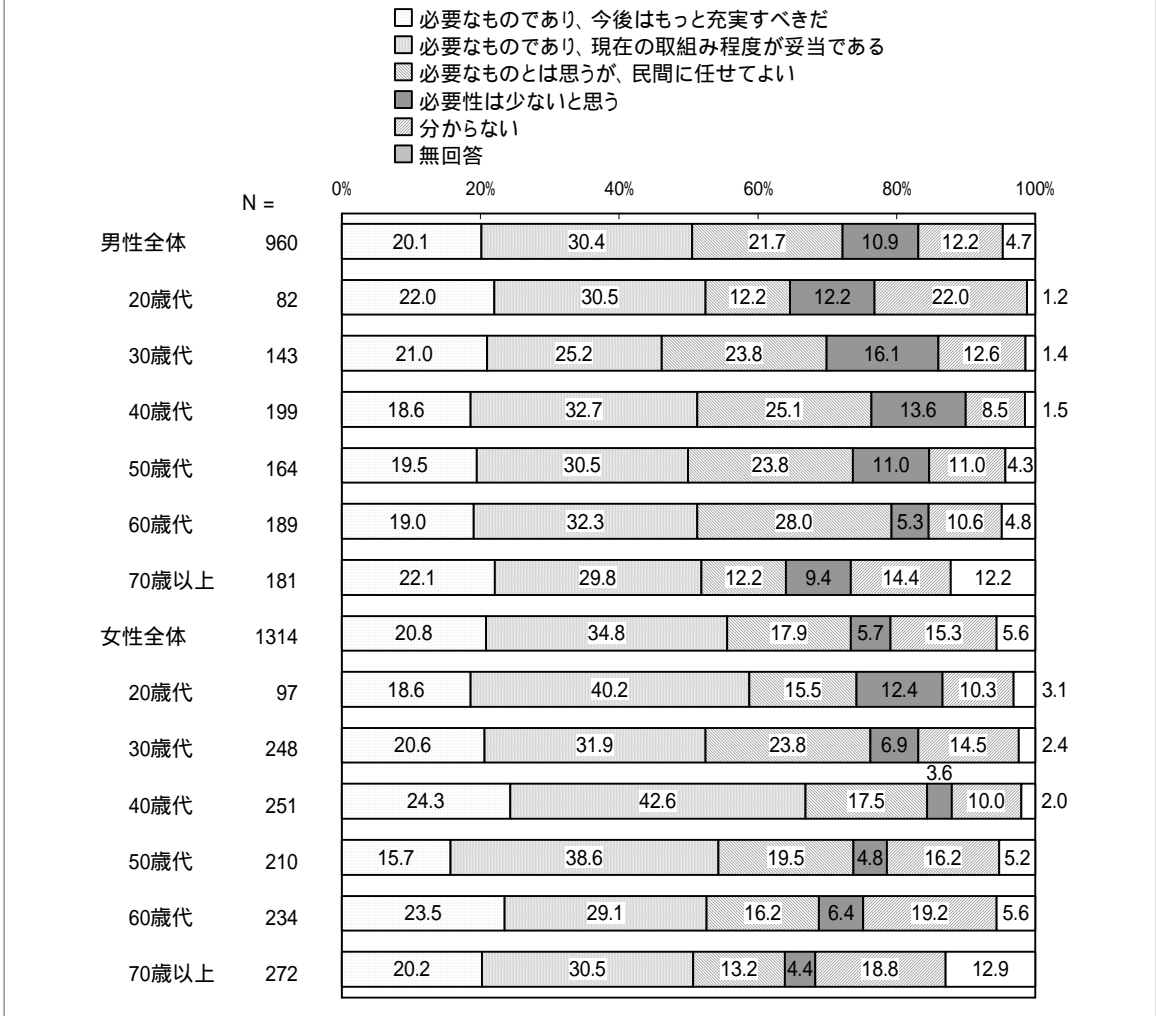 必要なものであり、今後はもっと充実すべきだ
必要なものであり、現在の取組み程度が妥当である
必要なものとは思うが、民間に任せてよい
必要性は少ないと思う
分からない
無回答
0% 20% 40% 60% 80% 100%
N =
男性全体 960 20.1 30.4 21.7 10.9 12.2 4.7
20歳代 82 22.0 30.5 12.2 12.2 22.0 1.2
30歳代 143 21.0 25.2 23.8 16.1 12.6 1.4
40歳代 199 18.6 32.7 25.1 13.6 8.5 1.5
50歳代 164 19.5 30.5 23.8 11.0 11.0 4.3
60歳代 189 19.0 32.3 28.0 5.3 10.6 4.8
70歳以上 181 22.1 29.8 12.2 9.4 14.4 12.2
女性全体 1314 20.8 34.8 17.9 5.7 15.3 5.6
20歳代 97 18.6 40.2 15.5 12.4 10.3 3.1
30歳代 248 20.6 31.9 23.8 6.9 14.5 2.4
40歳代 251 24.3 42.6 17.5 3.6 10.0 2.0
50歳代 210 15.7 38.6 19.5 4.8 16.2 5.2
60歳代 234 23.5 29.1 16.2 6.4 19.2 5.6
70歳以上 272 20.2 30.5 13.2 4.4 18.8 12.9